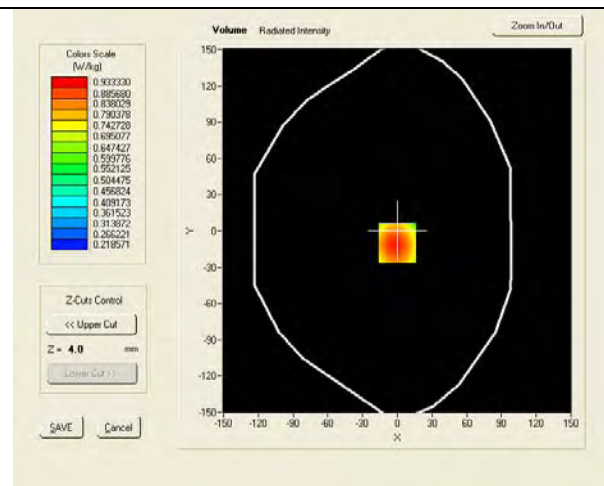 Volume Radiated Intensity
Zoom In/Out
Colors Scale
(W/kg)
0.933330
0.885680
0.838029
0.790378
0.742728
0.695077
0.647427
0.599776
0.552125
0.504475
0.456824
0.409173
0.361523
0.313872
0.266221
0.218571
Z-Cuts Control
<< Upper Cut
Z = 4.0 mm
Lower Cut >>
SAVE Cancel
150
120
90
60
30
0
-30
-60
-90
-120
-150
Y
-150 -120 -90 -60 -30 0 30 60 90 120 150
X